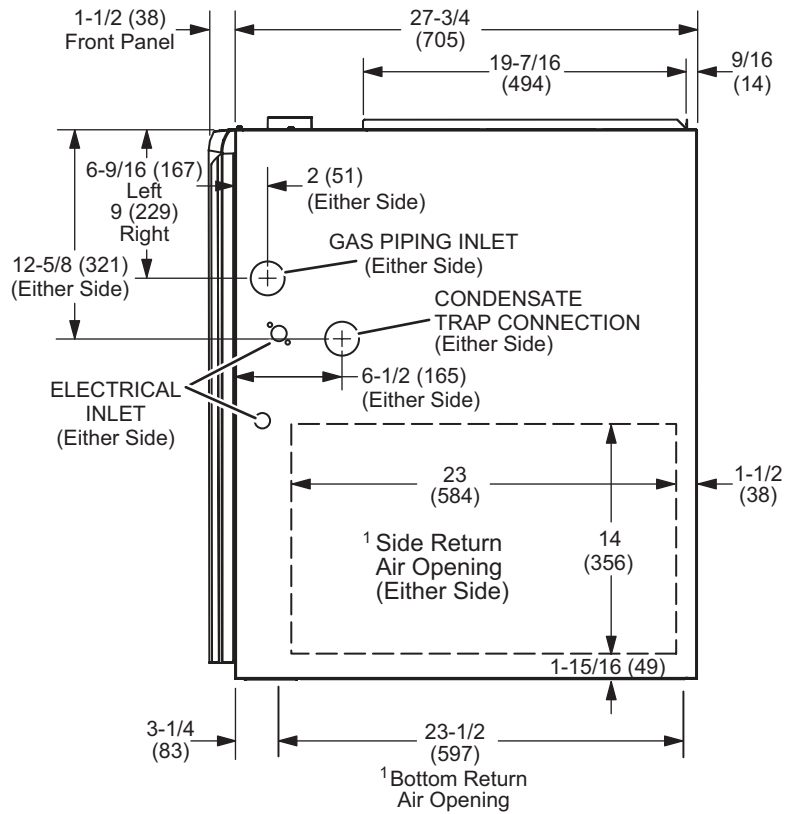 1-1/2 (38)
Front Panel
27-3/4
(705)
19-7/16
(494)
9/16
(14)
6-9/16 (167)
Left
9 (229)
Right
2 (51)
(Either Side)
12-5/8 (321)
(Either Side)
GAS PIPING INLET
(Either Side)
CONDENSATE
TRAP CONNECTION
(Either Side)
6-1/2 (165)
(Either Side)
ELECTRICAL
INLET
(Either Side)
23
(584)
1-1/2
(38)
14
(356)
1 Side Return
Air Opening
(Either Side)
1-15/16 (49)
3-1/4
(83)
23-1/2
(597)
1 Bottom Return
Air Opening